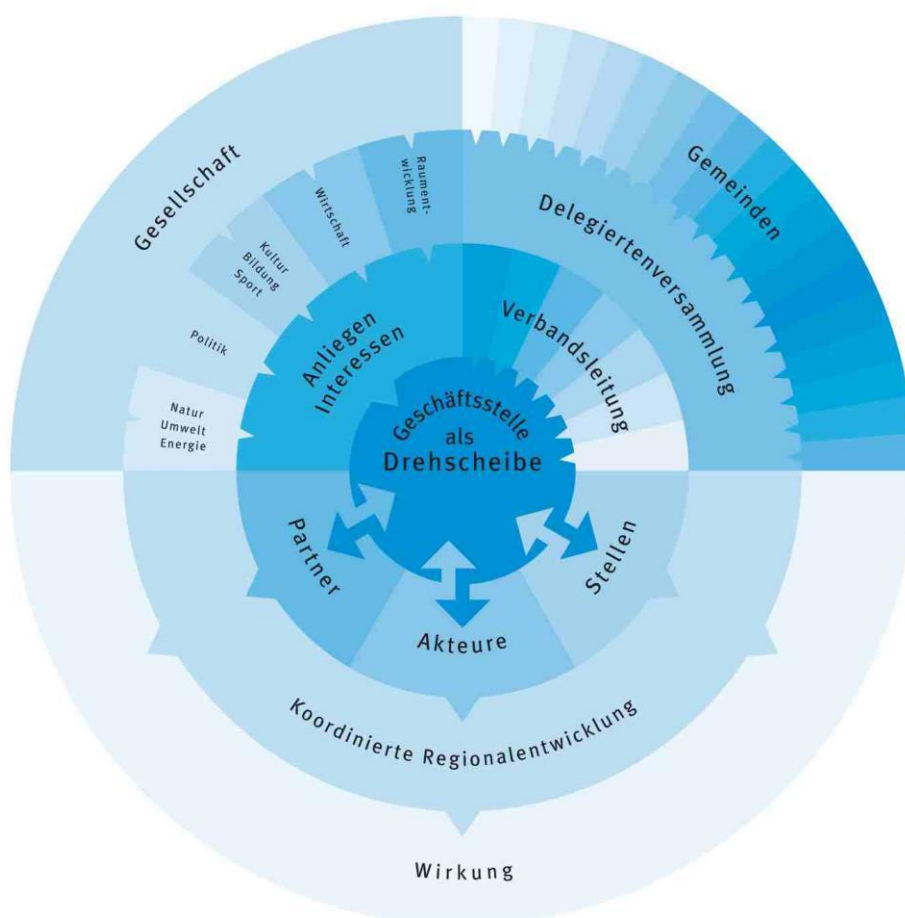 Gesellschaft
Raument-
wicklung
Wirtschaft
Kultur
Bildung
Sport
Politik
Natur
Umwelt
Energie
Anliegen
Interessen
Gemeinden
Delegiertenversammlung
Verbandsleitung
Geschäftsstelle
als
Drehscheibe
Partner
Akteure
Stellen
Koordinierte Regionalentwicklung
Wirkung